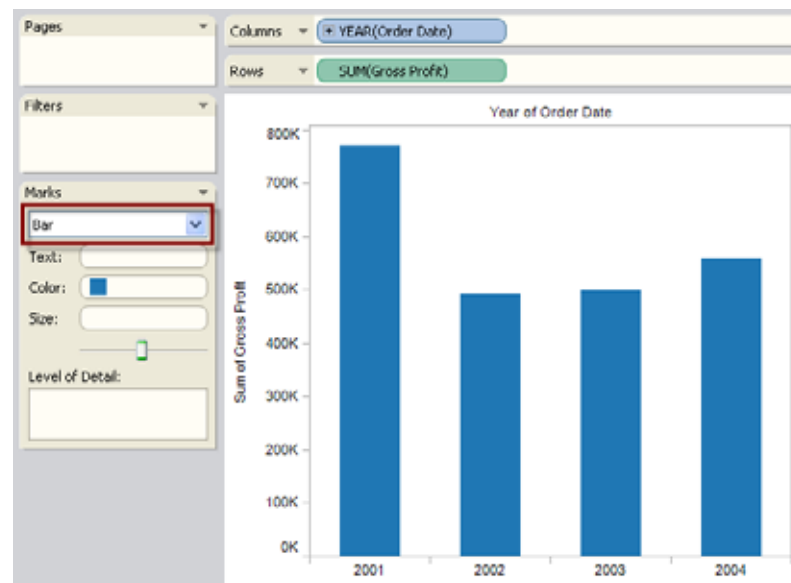 Pages
Columns
YEAR(Order Date)
Rows
SUM(Gross Profit)
Filters
Marks
Bar
Text:
Color:
Size:
Level of Detail:
Year of Order Date
Sum of Gross Profit
800K
700K
600K
500K
400K
300K
200K
100K
0K
2001 2002 2003 2004